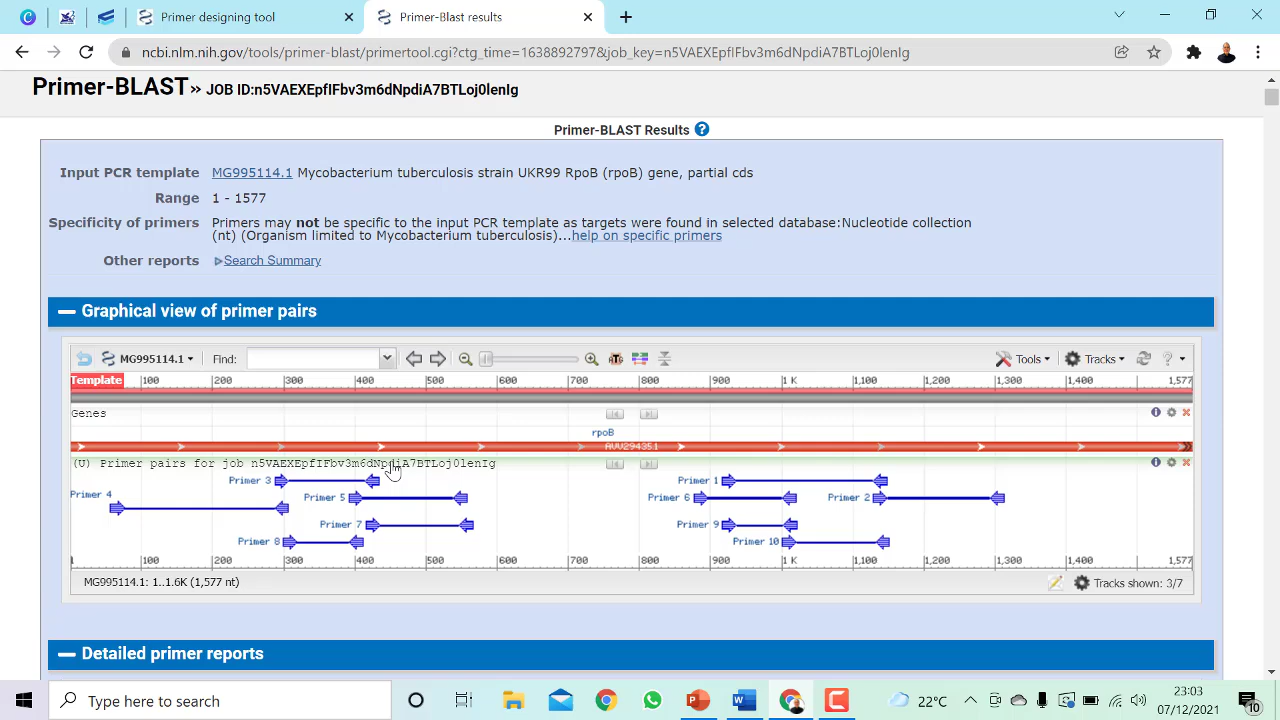 Primer designing tool
Primer-Blast results
ncbi.nlm.nih.gov/tools/primer-blast/primertool.cgi?ctg_time=1638892797&job_key=n5VAEXEpfIFbv3m6dNpdiA7BTLoj0lenIg
Primer-BLAST » JOB ID:n5VAEXEpfIFbv3m6dNpdiA7BTLoj0lenIg
Primer-BLAST Results ?
Input PCR template MG995114.1 Mycobacterium tuberculosis strain UKR99 RpoB (rpoB) gene, partial cds
Range 1 - 1577
Specificity of primers Primers may not be specific to the input PCR template as targets were found in selected database:Nucleotide collection
(nt) (Organism limited to Mycobacterium tuberculosis)...help on specific primers
Other reports Search Summary
Graphical view of primer pairs
MG995114.1 Find: Tools Tracks ?
Template 100 200 300 400 500 600 700 800 900 1 K 1,100 1,200 1,300 1,400 1,577
Genes
rpoB
AVV29435.1
(U) Primer pairs for job n5VAEXEpfIFbv3m6dNpdiA7BTLoj0lenIg
Primer 3 Primer 1
Primer 4 Primer 5 Primer 6 Primer 2
Primer 7 Primer 9
Primer 8 Primer 10
100 200 300 400 500 600 700 800 900 1 K 1,100 1,200 1,300 1,400 1,577
MG995114.1: 1..1.6K (1,577 nt) Tracks shown: 3/7
Detailed primer reports
Type here to search
22°C
23:03
07/12/2021
10